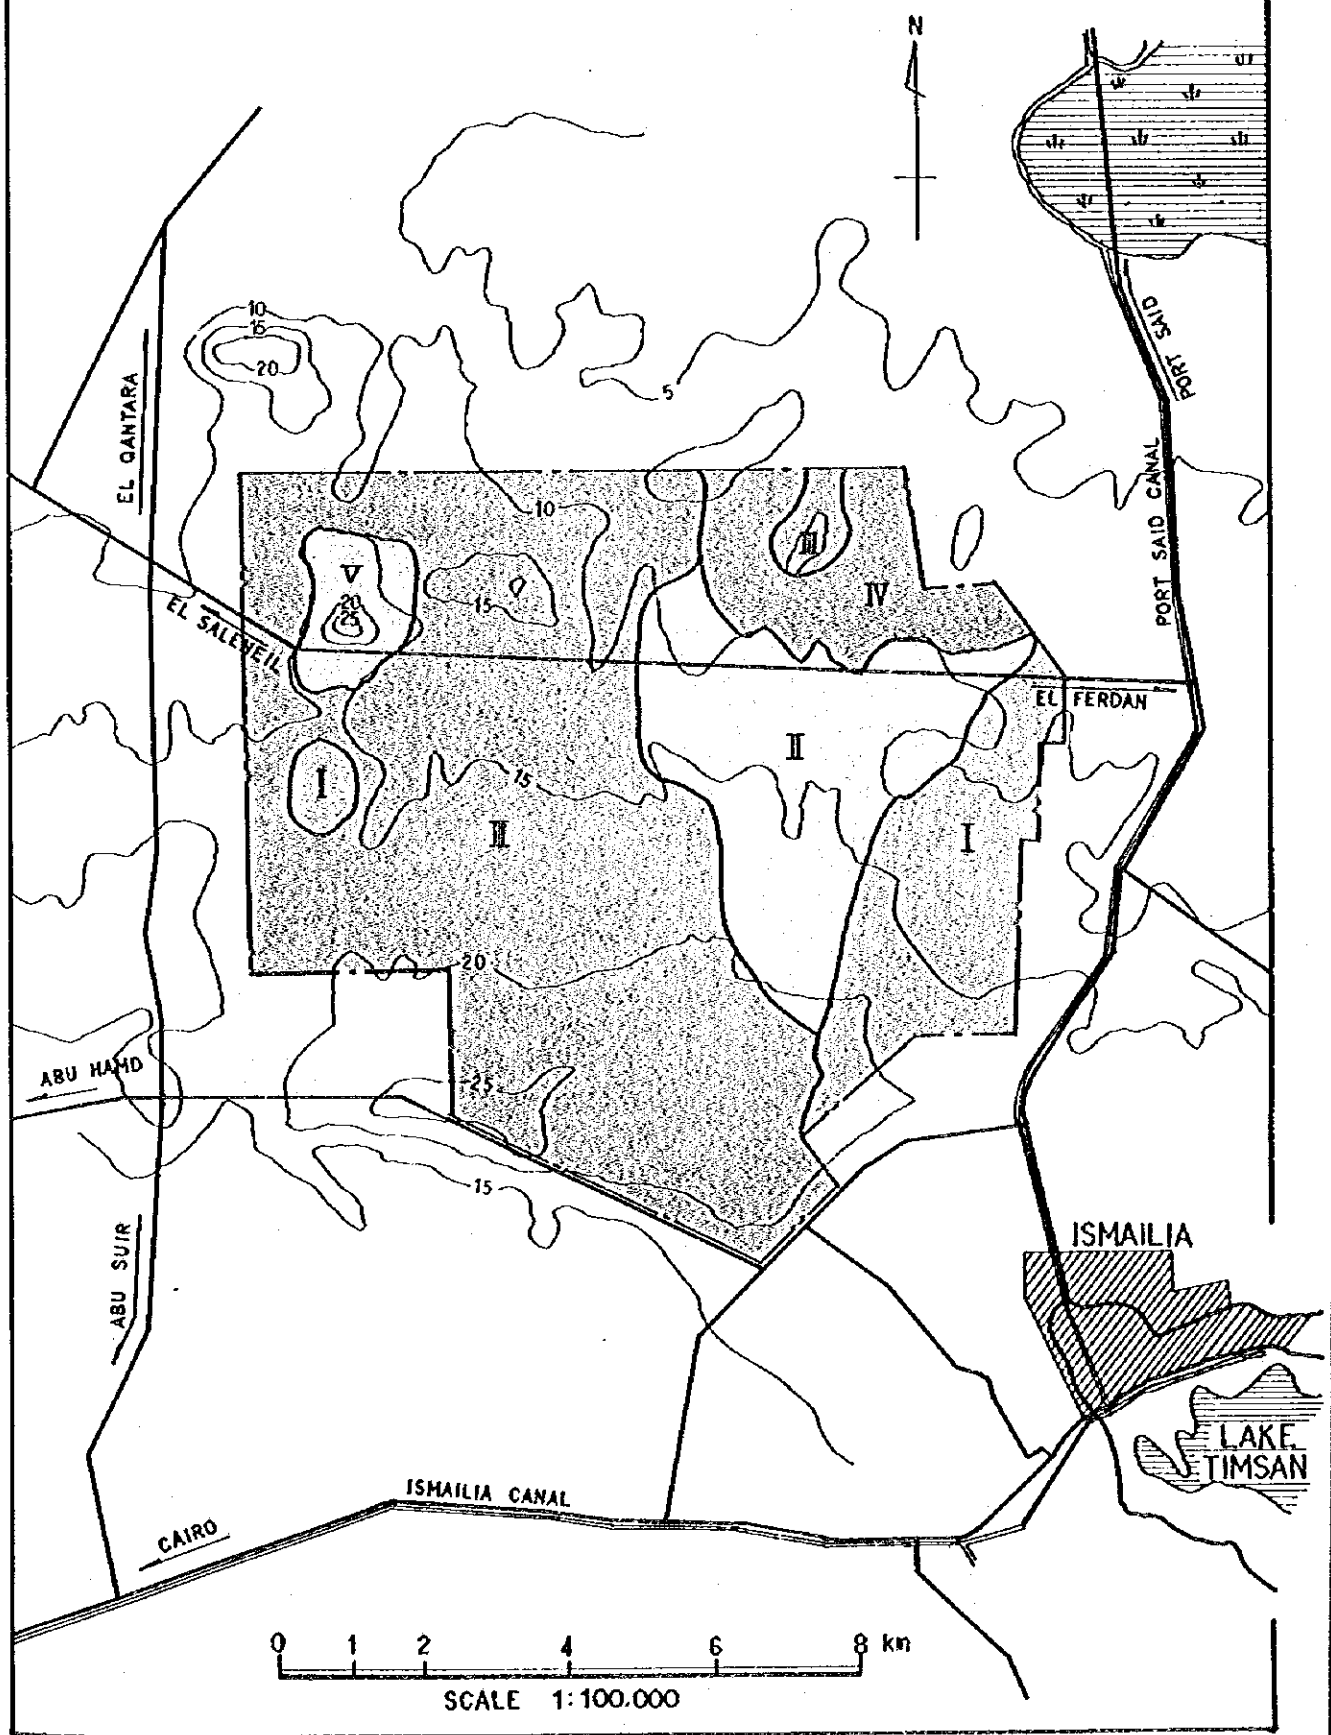 N
PORT SAID
10
15
20
5
EL QANTARA
PORT SAID CANAL
10
III
V
15
IV
20
25
EL SALEHEIL
EL FERDAN
II
I
15
III
I
20
ABU HAMD
25
15
ABU SUIR
ISMAILIA
LAKE
TIMSAN
ISMAILIA CANAL
CAIRO
0 1 2 4 6 8 km
SCALE 1:100.000